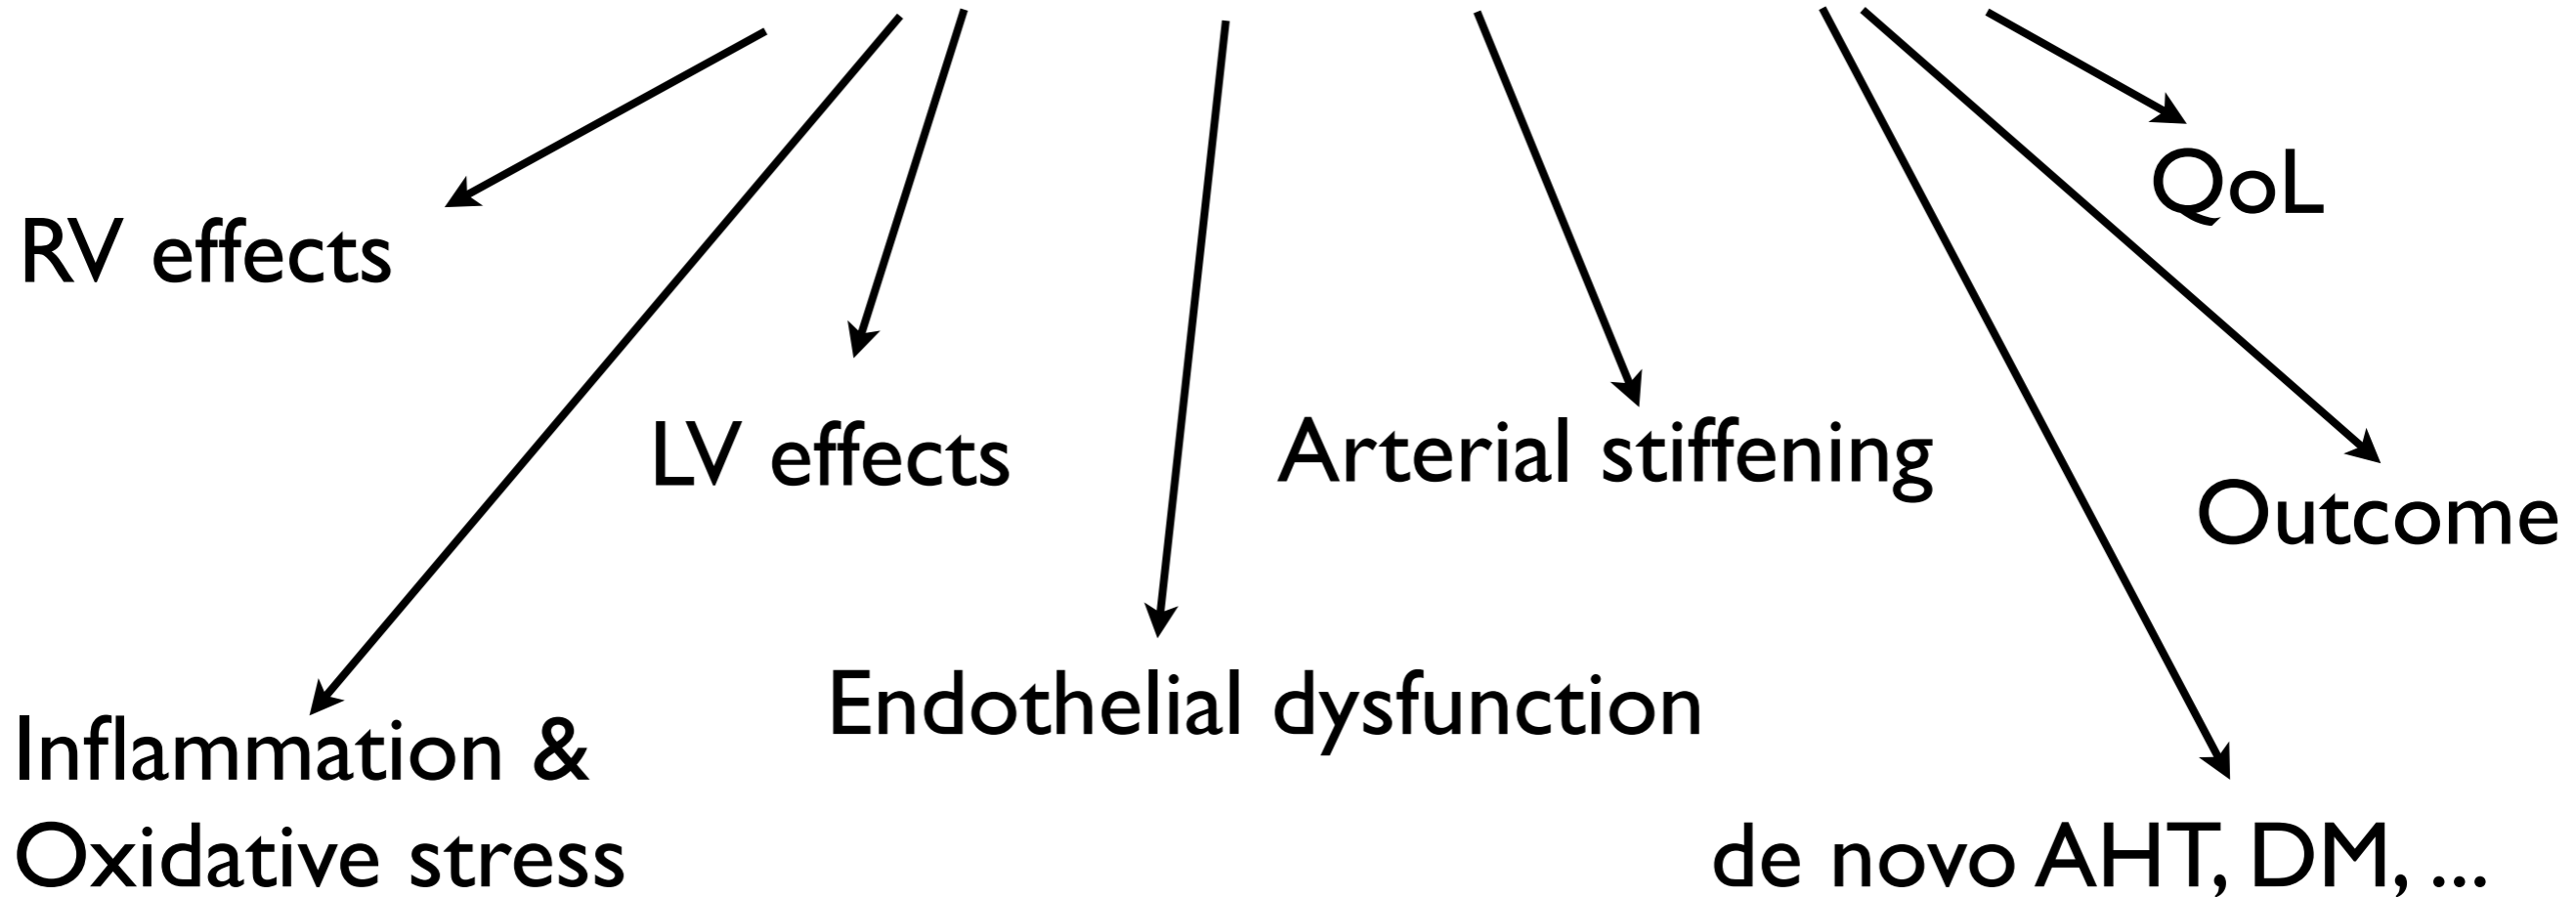 QoL
RV effects
LV effects
Arterial stiffening
Outcome
Endothelial dysfunction
Inflammation &
Oxidative stress
de novo AHT, DM, ...